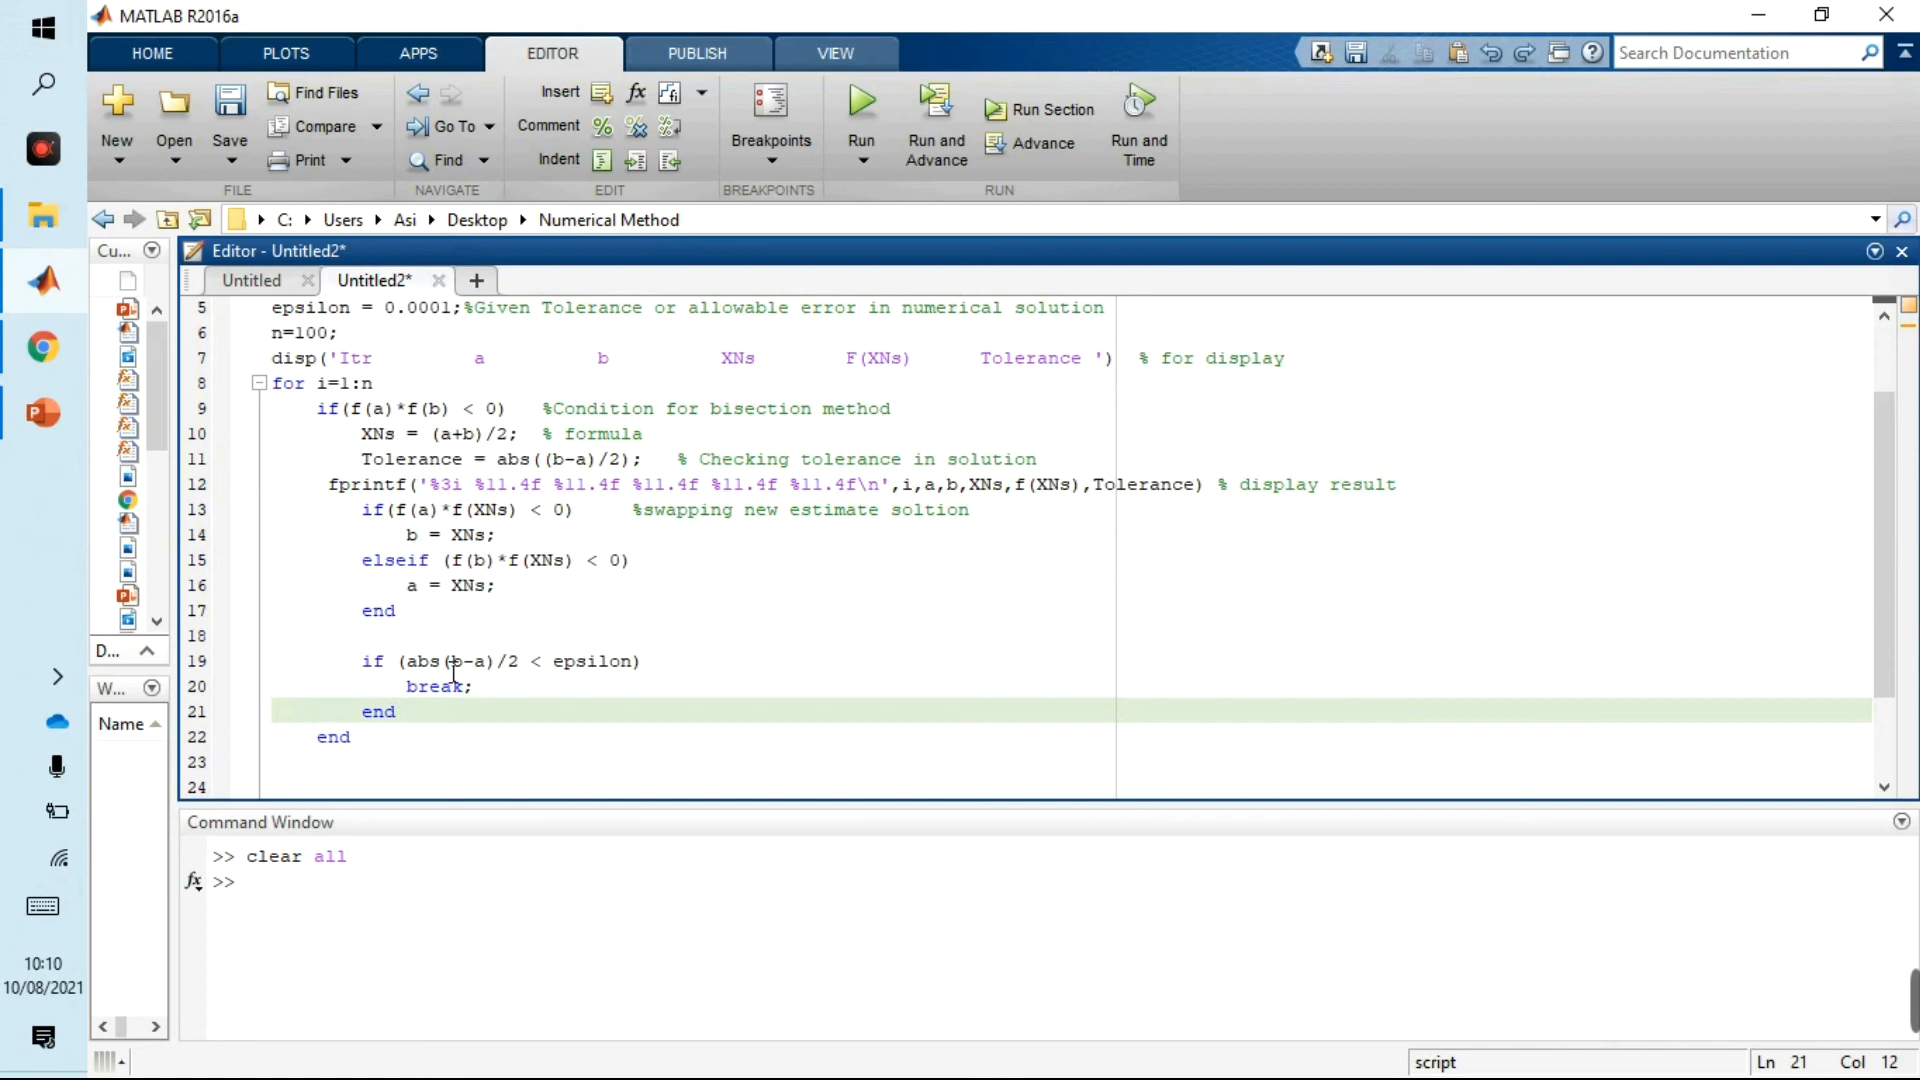 MATLAB R2016a
HOME PLOTS APPS EDITOR PUBLISH VIEW
Search Documentation
New Open Save Find Files Compare Print
Go To Find
Insert fx
Comment
Indent
Breakpoints
Run Run and Advance Run Section Advance Run and Time
FILE NAVIGATE EDIT BREAKPOINTS RUN
C: Users Asi Desktop Numerical Method
Cu...
Editor - Untitled2*
Untitled Untitled2*
5 epsilon = 0.0001;%Given Tolerance or allowable error in numerical solution
6 n=100;
7 disp('Itr a b XNs F(XNs) Tolerance ') % for display
8 for i=1:n
9 if(f(a)*f(b) < 0) %Condition for bisection method
10 XNs = (a+b)/2; % formula
11 Tolerance = abs((b-a)/2); % Checking tolerance in solution
12 fprintf('%3i %11.4f %11.4f %11.4f %11.4f %11.4f\n',i,a,b,XNs,f(XNs),Tolerance) % display result
13 if(f(a)*f(XNs) < 0) %swapping new estimate soltion
14 b = XNs;
15 elseif (f(b)*f(XNs) < 0)
16 a = XNs;
17 end
18
19 if (abs(b-a)/2 < epsilon)
20 break;
21 end
22 end
23
24
D...
W...
Name
Command Window
>> clear all
fx >>
10:10
10/08/2021
script
Ln 21 Col 12